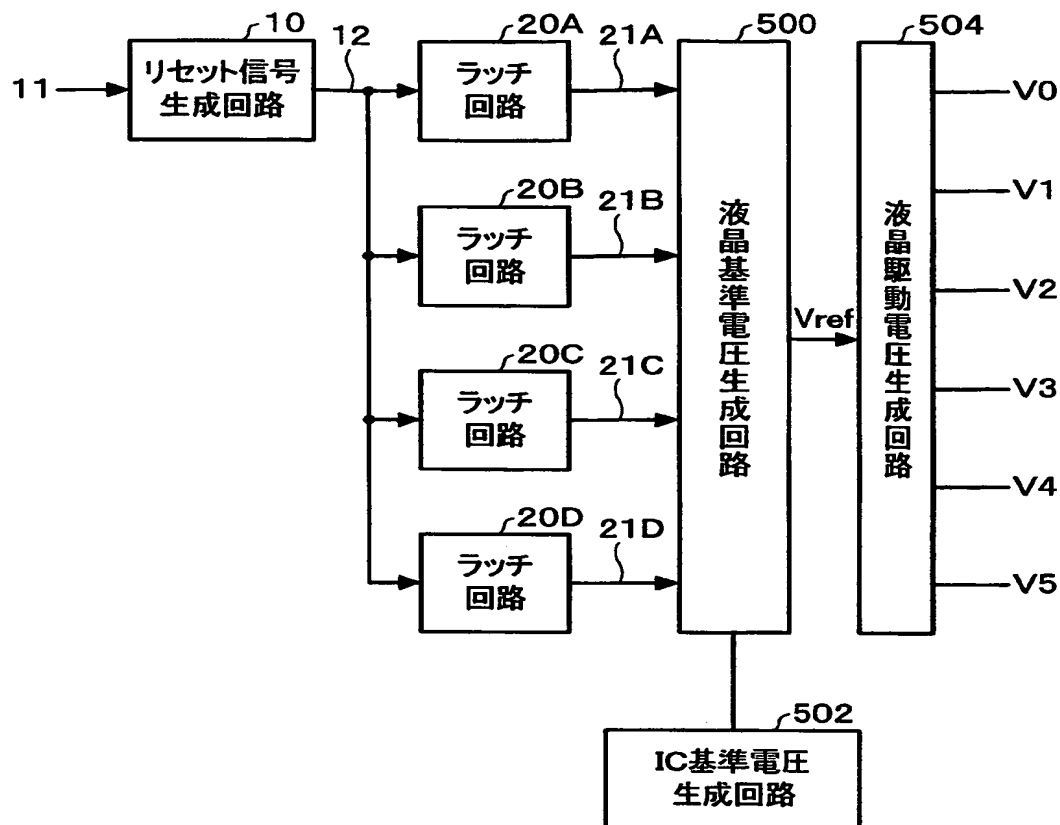 10
12
20A
21A
500
504
11
リセット信号
生成回路
ラッチ
回路
V0
20B
21B
V1
ラッチ
回路
液晶基準電圧生成回路
液晶駆動電圧生成回路
V2
Vref
20C
21C
V3
ラッチ
回路
V4
20D
21D
ラッチ
回路
V5
502
IC基準電圧
生成回路